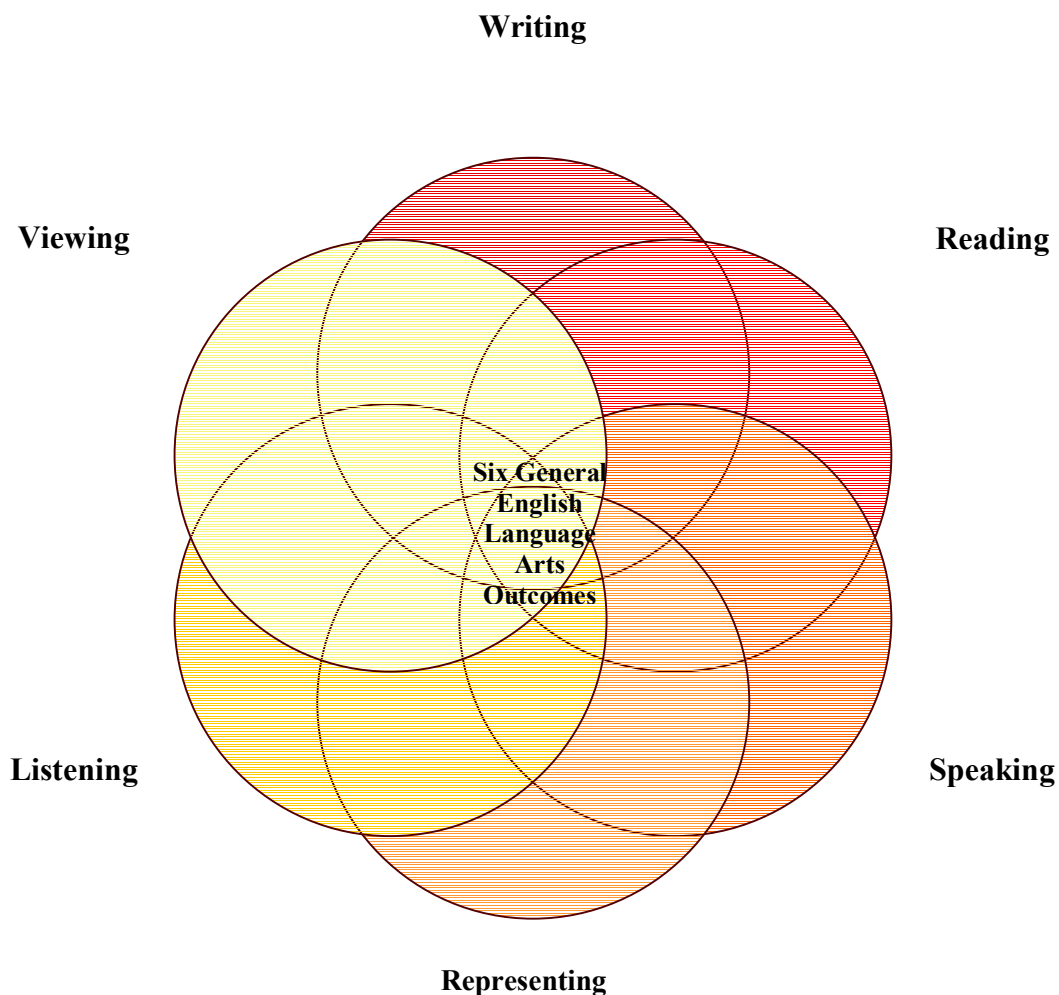 Writing
Viewing
Reading
Six General
English
Language
Arts
Outcomes
Listening
Speaking
Representing